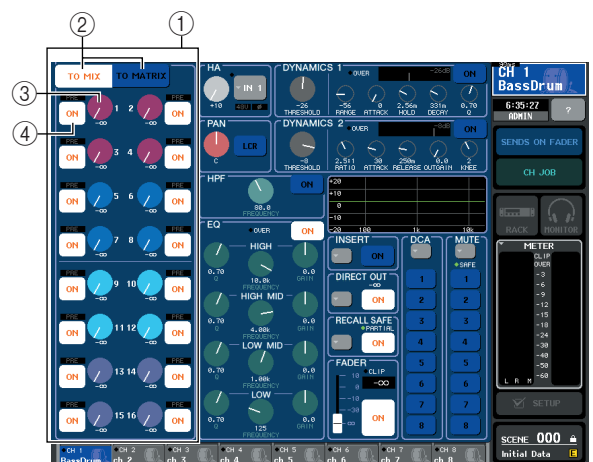 ② ①
TO MIX TO MATRIX
③
④
PRE PRE
ON 1 2 ON
-∞ -∞
PRE PRE
ON 3 4 ON
-∞ -∞
PRE PRE
ON 5 6 ON
-∞ -∞
PRE PRE
ON 7 8 ON
-∞ -∞
PRE PRE
ON 9 10 ON
-∞ -∞
PRE PRE
ON 11 12 ON
-∞ -∞
PRE PRE
ON 13 14 ON
-∞ -∞
PRE PRE
ON 15 16 ON
-∞ -∞
HA
IN 1
+10 48V Ø
PAN
LCR
C
HPF
ON
80.0
FREQUENCY
DYNAMICS 1
OVER -26dB ON
-26 -56 0 2.56m 331m 0.70
THRESHOLD RANGE ATTACK HOLD DECAY Q
DYNAMICS 2
OVER -8dB ON
-8 2.5:1 30 250m 0.0 2
THRESHOLD RATIO ATTACK RELEASE OUTGAIN KNEE
+20
+10
0
-10
-20 100 1k 10k
EQ
OVER ON
HIGH
0.70 10.0k 0.0
Q FREQUENCY GAIN
HIGH MID
0.70 4.00k 0.0
Q FREQUENCY GAIN
LOW MID
0.70 1.00k 0.0
Q FREQUENCY GAIN
LOW
0.70 125 0.0
Q FREQUENCY GAIN
INSERT
ON
DIRECT OUT
-∞
ON
RECALL SAFE
PARTIAL
ON
FADER
CLIP
10 -∞
0
-10
-30
-∞
ON
DCA
1
2
3
4
5
6
7
8
MUTE
SAFE
1
2
3
4
5
6
7
8
CH 1
BassDrum
6:35:27
ADMIN
?
SENDS ON FADER
CH JOB
RACK MONITOR
METER
CLIP
OVER
-3
-6
-9
-12
-15
-18
-24
-30
-40
-50
-60
L R M
SETUP
SCENE 000
Initial Data E
CH 1 CH 2 CH 3 CH 4 CH 5 CH 6 CH 7 CH 8
BassDrum ch 2 ch 3 ch 4 ch 5 ch 6 ch 7 ch 8